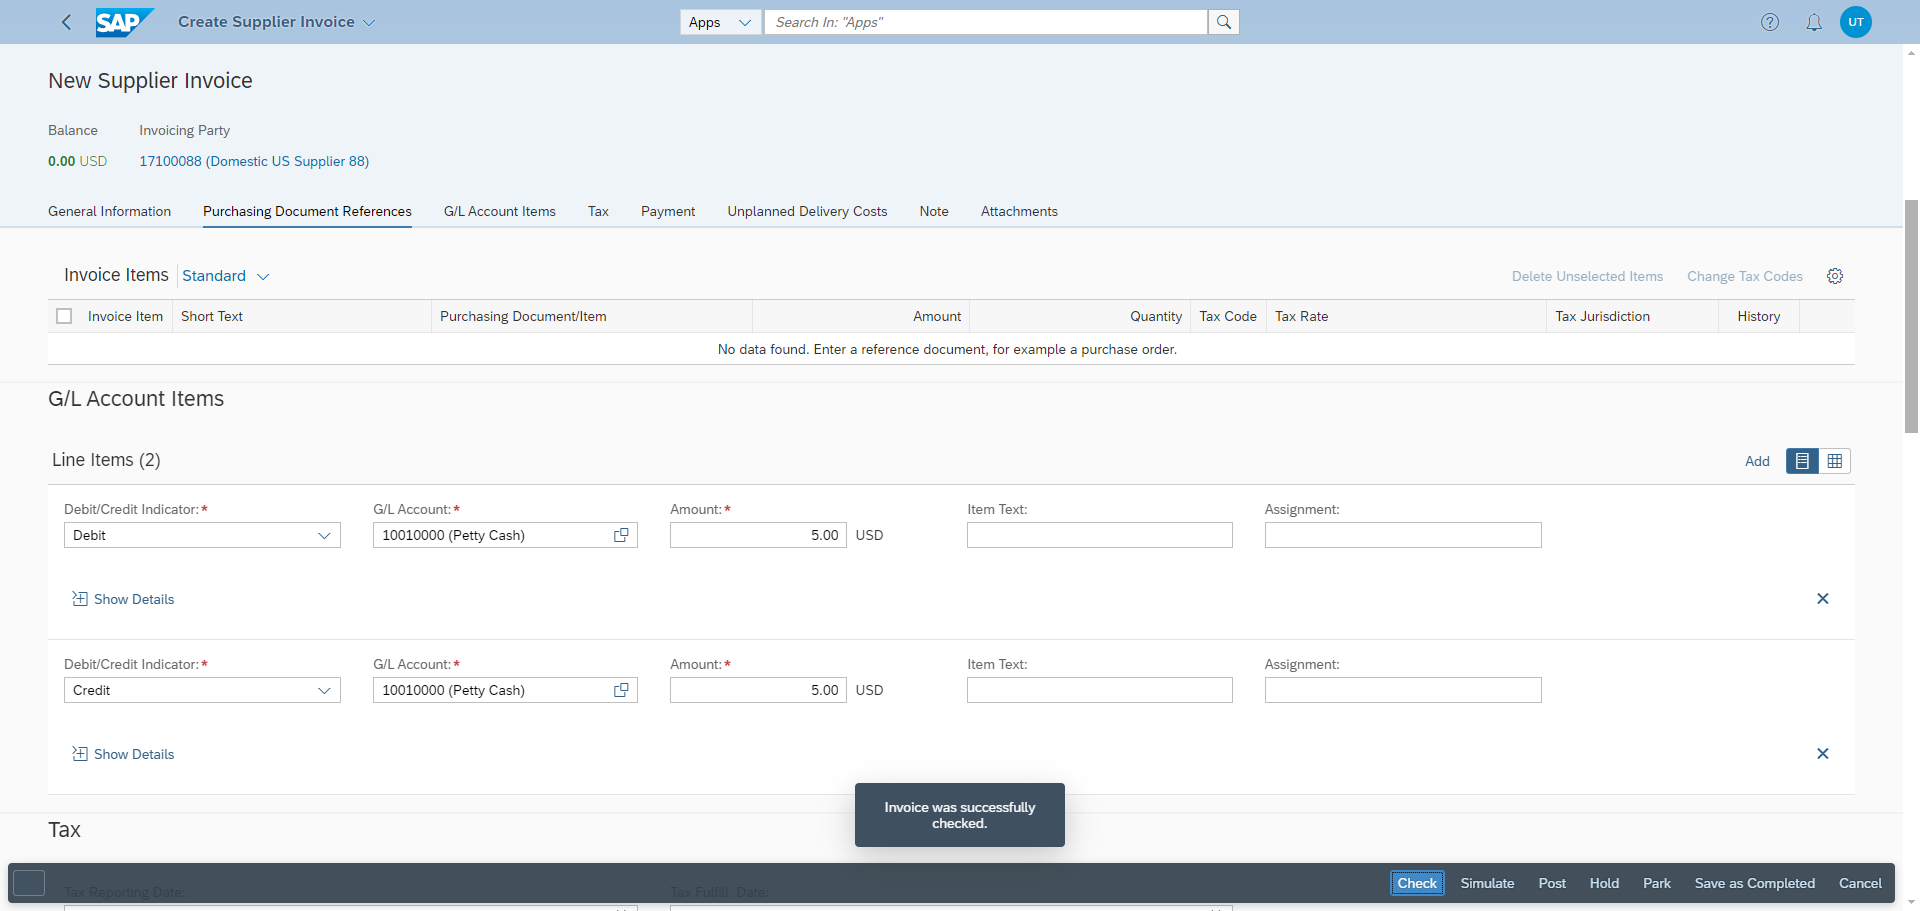 SAP Create Supplier Invoice Apps Search In: "Apps" UT
New Supplier Invoice
Balance Invoicing Party
0.00 USD 17100088 (Domestic US Supplier 88)
General Information Purchasing Document References G/L Account Items Tax Payment Unplanned Delivery Costs Note Attachments
Invoice Items Standard Delete Unselected Items Change Tax Codes
Invoice Item Short Text Purchasing Document/Item Amount Quantity Tax Code Tax Rate Tax Jurisdiction History
No data found. Enter a reference document, for example a purchase order.
G/L Account Items
Line Items (2) Add
Debit/Credit Indicator:* G/L Account:* Amount:* Item Text: Assignment:
Debit 10010000 (Petty Cash) 5.00 USD
Show Details
Debit/Credit Indicator:* G/L Account:* Amount:* Item Text: Assignment:
Credit 10010000 (Petty Cash) 5.00 USD
Show Details
Invoice was successfully
checked.
Tax
Tax Reporting Date: Tax Fulfill. Date:
Check Simulate Post Hold Park Save as Completed Cancel